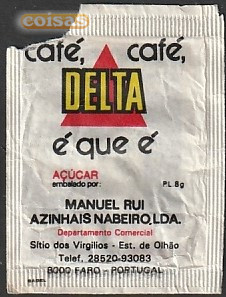 coisas
café, café,
DELTA
é que é
AÇÚCAR
embalado por: PL 8g
MANUEL RUI
AZINHAIS NABEIRO, LDA.
Departamento Comercial
Sítio dos Virgílios - Est. de Olhão
Telef. 28520-93083
8000 FARO - PORTUGAL